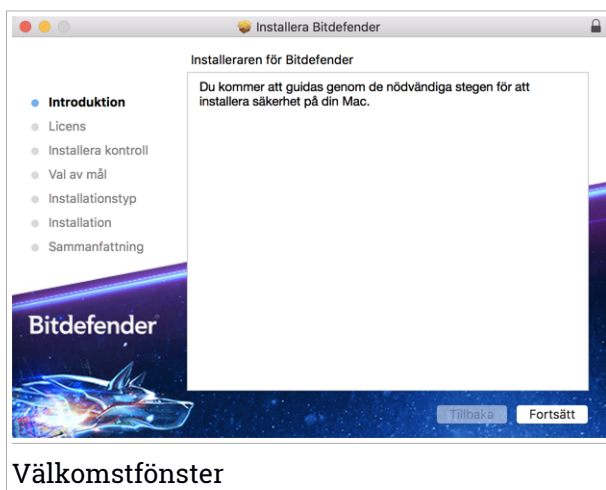 Installera Bitdefender
Installeraren för Bitdefender
Introduktion
Licens
Installera kontroll
Val av mål
Installationstyp
Installation
Sammanfattning
Du kommer att guidas genom de nödvändiga stegen för att
installera säkerhet på din Mac.
Bitdefender
Tillbaka
Fortsätt
Välkomstfönster